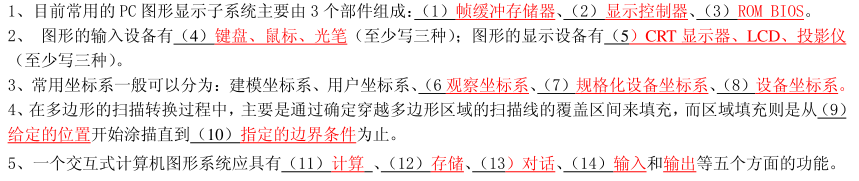 1、目前常用的 PC 图形显示子系统主要由 3 个部件组成:（1）帧缓冲存储器、（2）显示控制器、（3）ROM BIOS。
2、 图形的输入设备有（4）键盘、鼠标、光笔（至少写三种）；图形的显示设备有（5）CRT 显示器、LCD、投影仪
（至少写三种）。
3、常用坐标系一般可以分为：建模坐标系、用户坐标系、（6 观察坐标系、（7）规格化设备坐标系、（8）设备坐标系。
4、在多边形的扫描转换过程中，主要是通过确定穿越多边形区域的扫描线的覆盖区间来填充，而区域填充则是从（9）
给定的位置开始涂描直到（10）指定的边界条件为止。
5、一个交互式计算机图形系统应具有（11）计算 、（12）存储、（13）对话、（14）输入和输出等五个方面的功能。